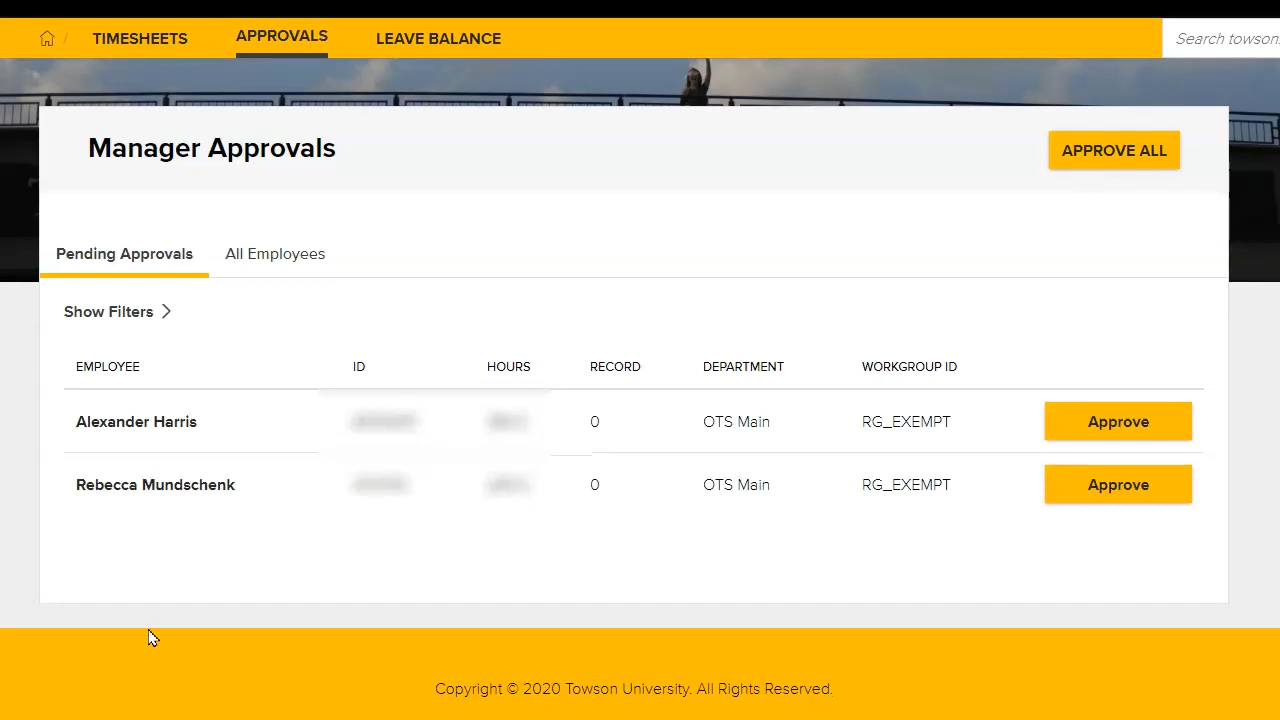 / TIMESHEETS APPROVALS LEAVE BALANCE Search towson.
Manager Approvals APPROVE ALL
Pending Approvals All Employees
Show Filters
EMPLOYEE ID HOURS RECORD DEPARTMENT WORKGROUP ID
Alexander Harris 0 OTS Main RG_EXEMPT Approve
Rebecca Mundschenk 0 OTS Main RG_EXEMPT Approve
Copyright © 2020 Towson University. All Rights Reserved.